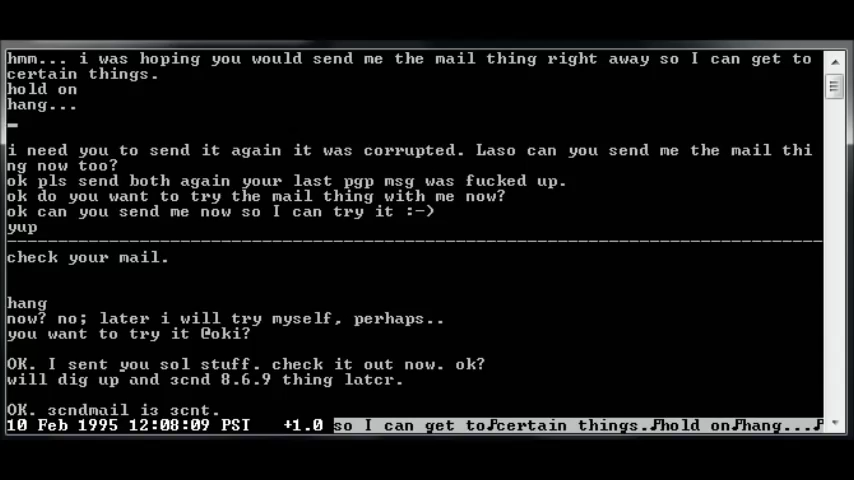 hmm... i was hoping you would send me the mail thing right away so I can get to
certain things.
hold on
hang...
i need you to send it again it was corrupted. Laso can you send me the mail thi
ng now too?
ok pls send both again your last pgp msg was fucked up.
ok do you want to try the mail thing with me now?
ok can you send me now so I can try it :-)
yup
check your mail.
hang
now? no; later i will try myself, perhaps..
you want to try it @oki?
OK. I sent you sol stuff. check it out now. ok?
will dig up and send 8.6.9 thing later.
OK. sendmail is sent.
10 Feb 1995 12:08:09 PST +1.0 so I can get to♪certain things.♪hold on♪hang...♪